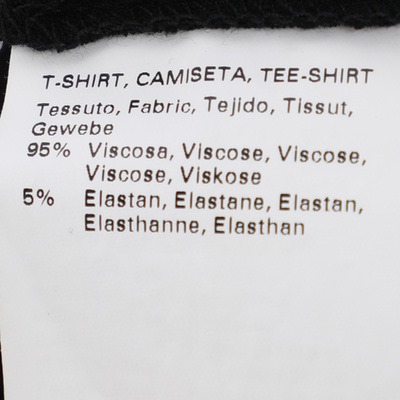 T-SHIRT, CAMISETA, TEE-SHIRT
Tessuto, Fabric, Tejido, Tissut,
Gewebe
95% Viscosa, Viscose, Viscose,
Viscose, Viskose
5% Elastan, Elastane, Elastan,
Elasthanne, Elasthan